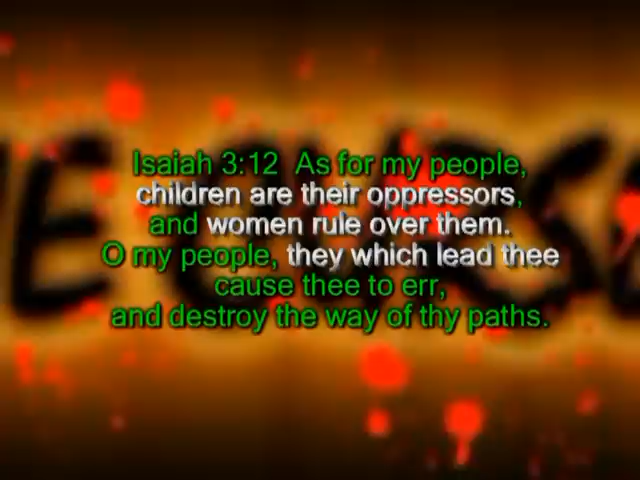 Isaiah 3:12 As for my people,
children are their oppressors,
and women rule over them.
O my people, they which lead thee
cause thee to err,
and destroy the way of thy paths.